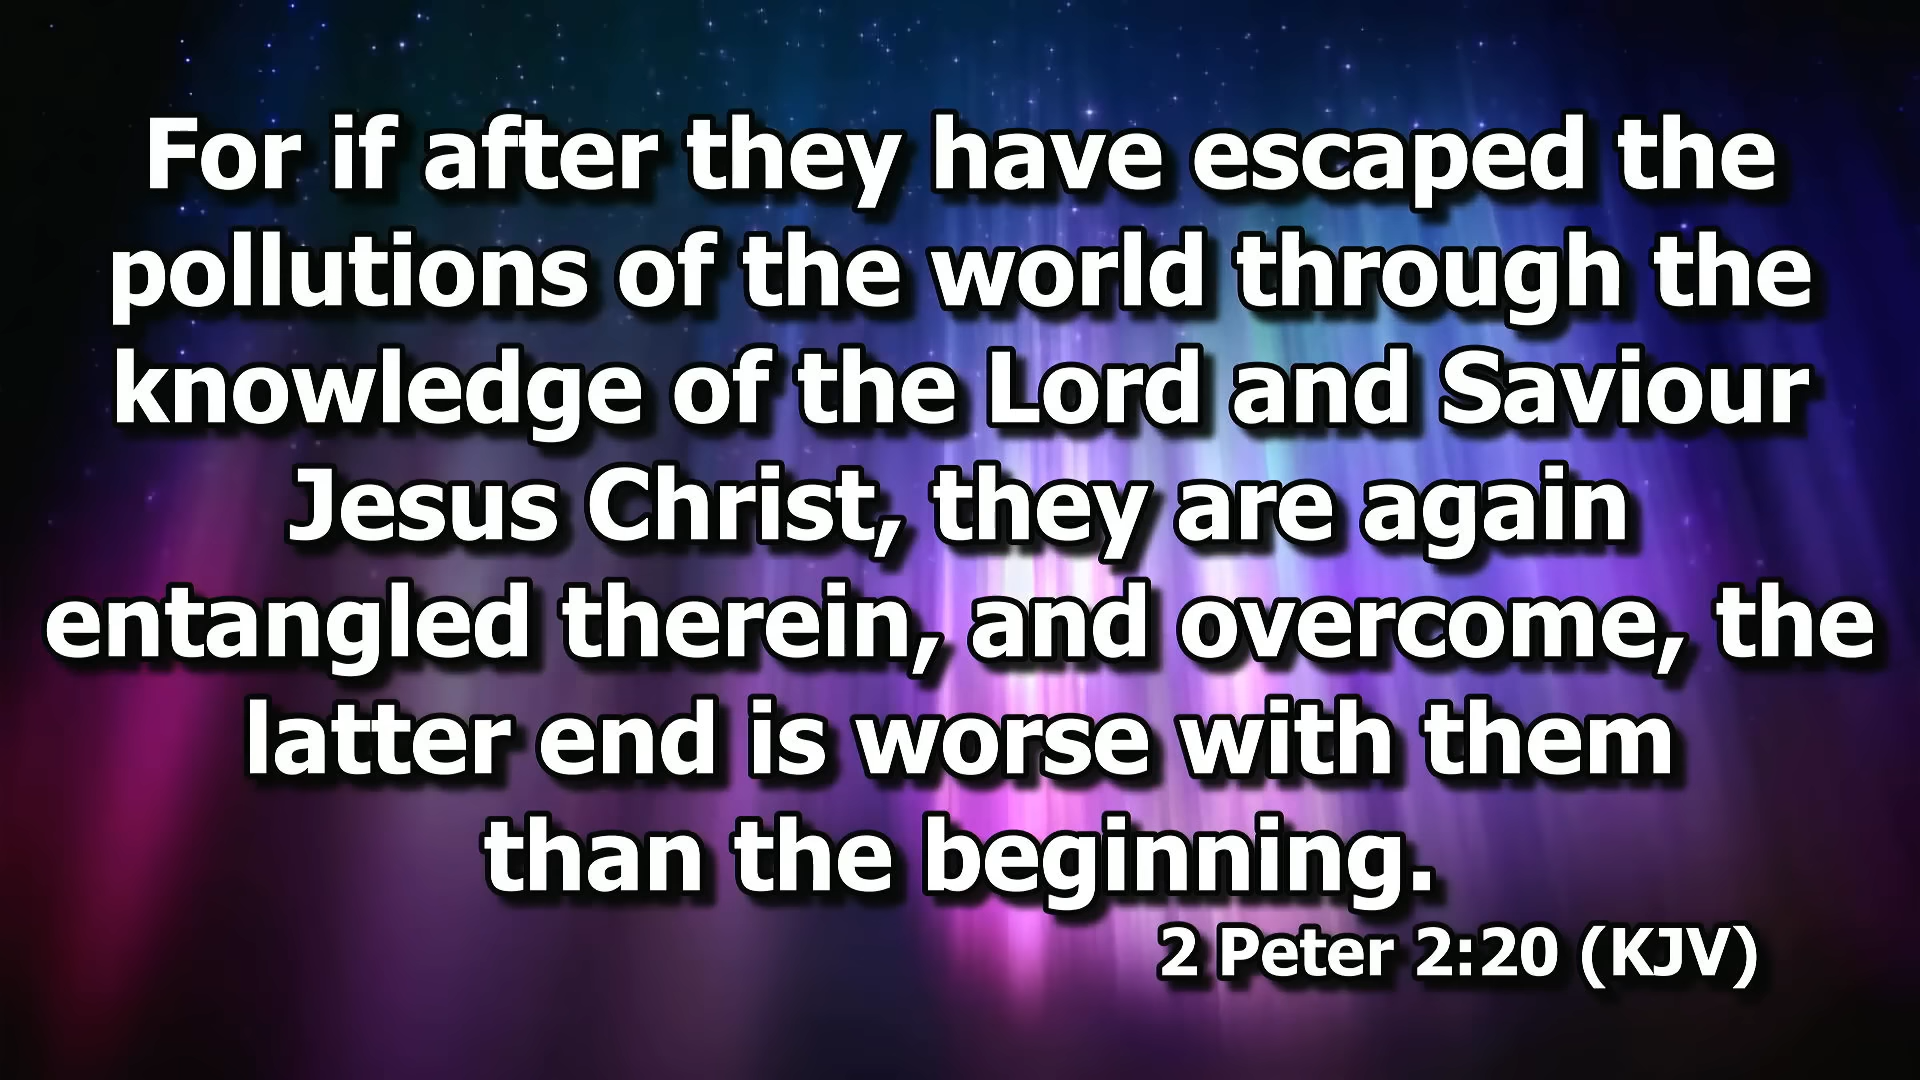 For if after they have escaped the
pollutions of the world through the
knowledge of the Lord and Saviour
Jesus Christ, they are again
entangled therein, and overcome, the
latter end is worse with them
than the beginning.
2 Peter 2:20 (KJV)